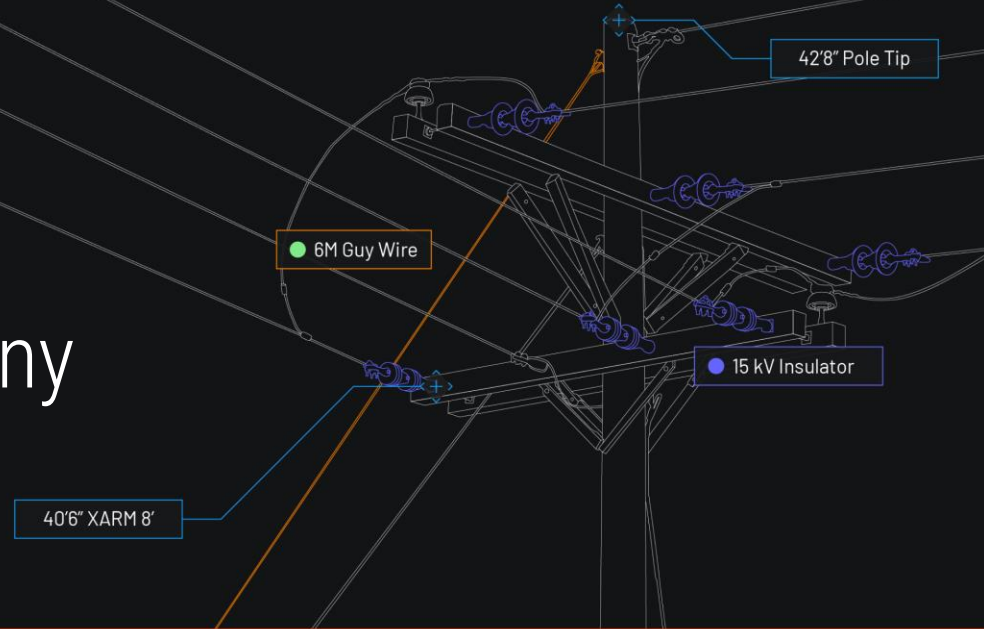 42'8" Pole Tip
6M Guy Wire
ny
15 kV Insulator
40'6" XARM 8'